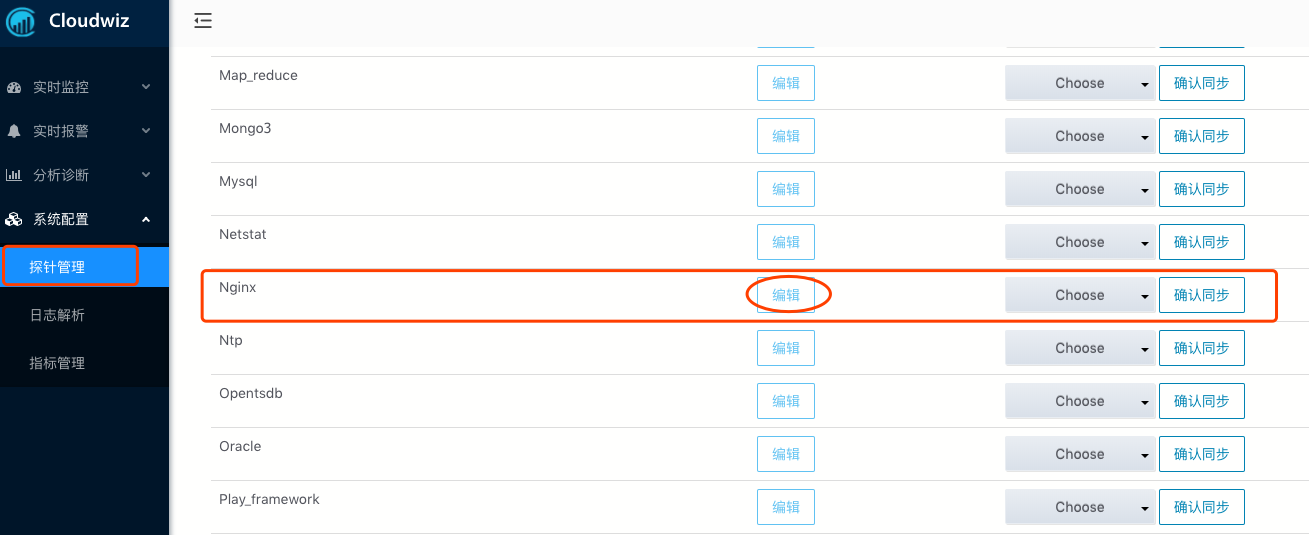 Cloudwiz
实时监控
实时报警
分析诊断
系统配置
探针管理
日志解析
指标管理
Map_reduce 编辑 Choose 确认同步
Mongo3 编辑 Choose 确认同步
Mysql 编辑 Choose 确认同步
Netstat 编辑 Choose 确认同步
Nginx 编辑 Choose 确认同步
Ntp 编辑 Choose 确认同步
Opentsdb 编辑 Choose 确认同步
Oracle 编辑 Choose 确认同步
Play_framework 编辑 Choose 确认同步